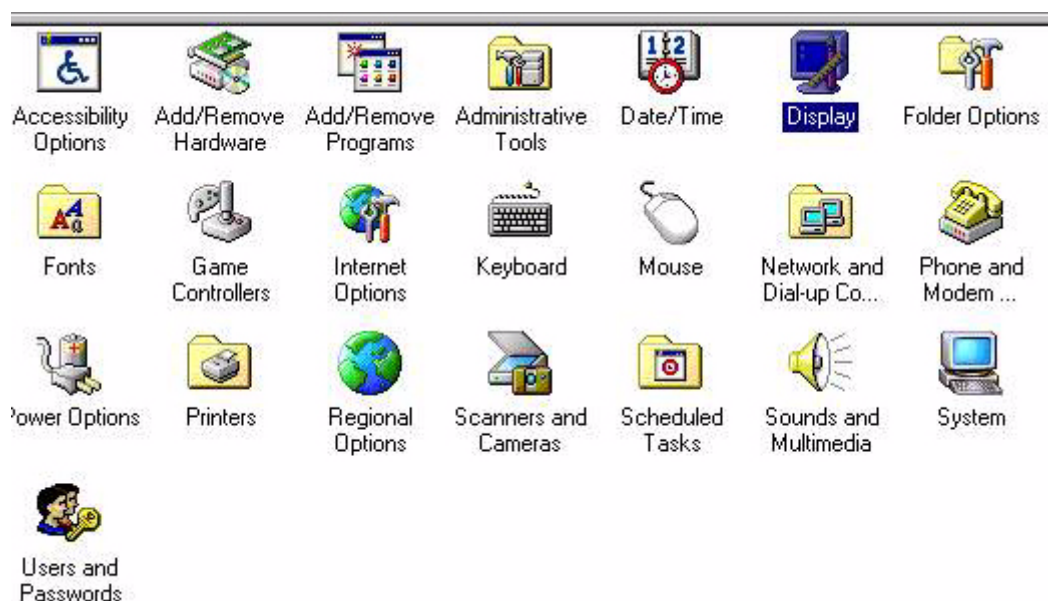 Accessibility Options
Add/Remove Hardware
Add/Remove Programs
Administrative Tools
Date/Time
Display
Folder Options
Fonts
Game Controllers
Internet Options
Keyboard
Mouse
Network and Dial-up Co...
Phone and Modem ...
Power Options
Printers
Regional Options
Scanners and Cameras
Scheduled Tasks
Sounds and Multimedia
System
Users and Passwords